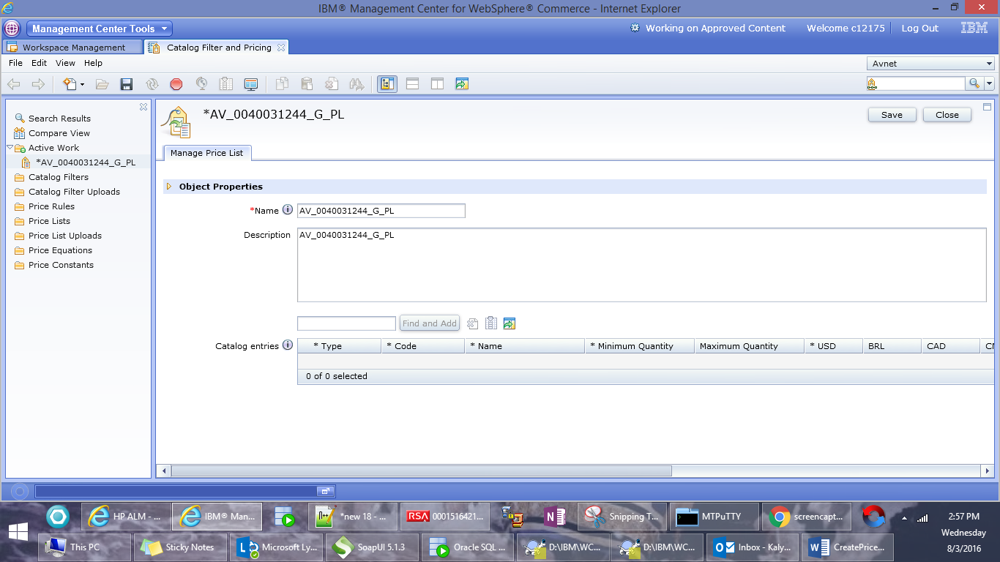 IBM® Management Center for WebSphere® Commerce - Internet Explorer
Management Center Tools
Working on Approved Content
Welcome c12175
Log Out
IBM
Workspace Management
Catalog Filter and Pricing
File Edit View Help
Avnet
Search Results
Compare View
Active Work
*AV_0040031244_G_PL
Catalog Filters
Catalog Filter Uploads
Price Rules
Price Lists
Price List Uploads
Price Equations
Price Constants
*AV_0040031244_G_PL
Save
Close
Manage Price List
Object Properties
*Name AV_0040031244_G_PL
Description AV_0040031244_G_PL
Find and Add
Catalog entries * Type * Code * Name * Minimum Quantity Maximum Quantity * USD BRL CAD
0 of 0 selected
HP ALM - ... IBM® Man... *new 18 - ... RSA 0001516421... Snipping T... MTPuTTY screencapt...
2:57 PM
Wednesday
8/3/2016
This PC Sticky Notes Microsoft Ly... SoapUI 5.1.3 Oracle SQL ... D:\IBM\WC... D:\IBM\WC... Inbox - Kaly... CreatePrice...